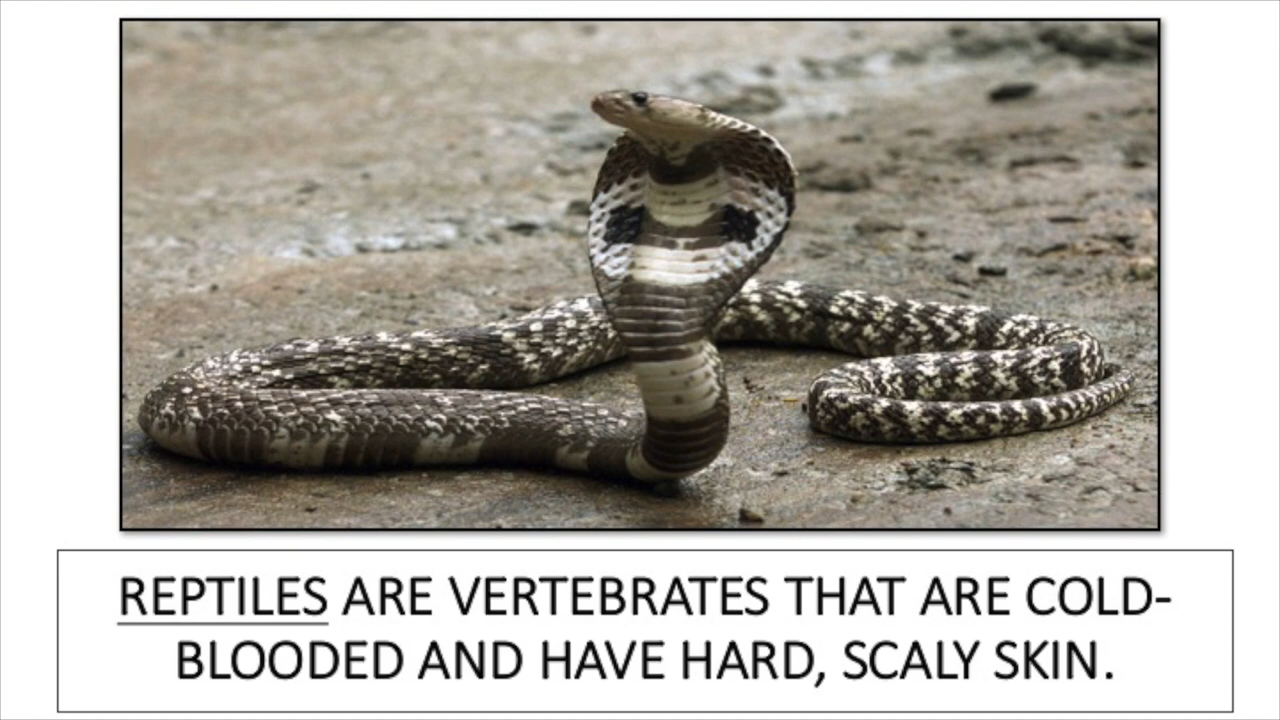 REPTILES ARE VERTEBRATES THAT ARE COLD-
BLOODED AND HAVE HARD, SCALY SKIN.